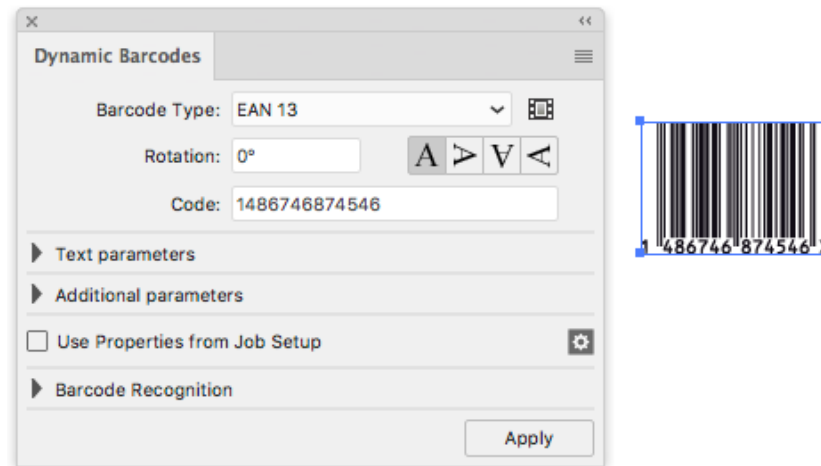 Dynamic Barcodes
Barcode Type: EAN 13
Rotation: 0°
A A A A
Code: 1486746874546
Text parameters
Additional parameters
Use Properties from Job Setup
Barcode Recognition
Apply
1 486746 874546